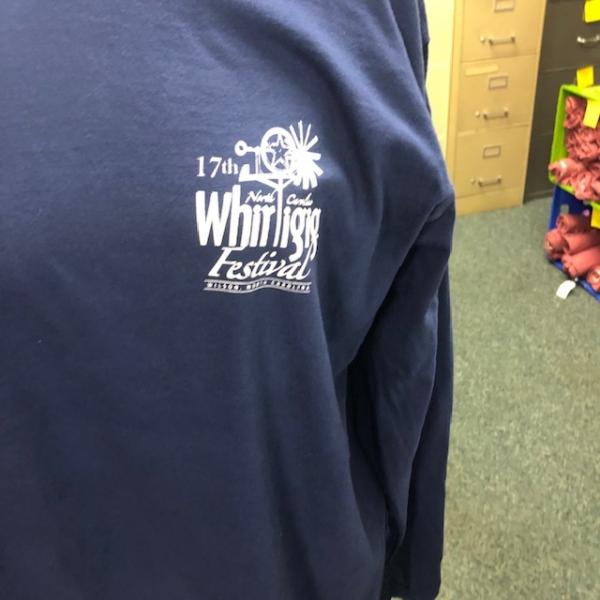 17th
North Carolina
Whirligig
Festival
WILSON, NORTH CAROLINA